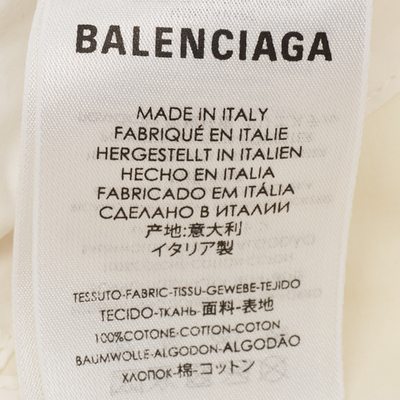 BALENCIAGA
MADE IN ITALY
FABRIQUÉ EN ITALIE
HERGESTELLT IN ITALIEN
HECHO EN ITALIA
FABRICADO EM ITÁLIA
СДЕЛАНО В ИТАЛИИ
产地:意大利
イタリア製
TESSUTO-FABRIC-TISSU-GEWEBE-TEJIDO
TECIDO-ТКАНЬ-面料-表地
100%COTONE-COTTON-COTON
BAUMWOLLE-ALGODON-ALGODÃO
ХЛОПОК-棉-コットン